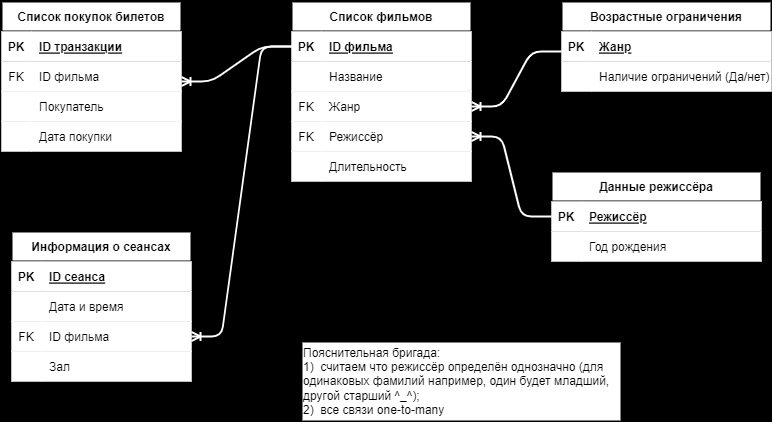 Список покупок билетов
PK ID транзакции
FK ID фильма
Покупатель
Дата покупки
Список фильмов
PK ID фильма
Название
FK Жанр
FK Режиссёр
Длительность
Возрастные ограничения
PK Жанр
Наличие ограничений (Да/нет)
Данные режиссёра
PK Режиссёр
Год рождения
Информация о сеансах
PK ID сеанса
Дата и время
FK ID фильма
Зал
Пояснительная бригада:
1) считаем что режиссёр определён однозначно (для
одинаковых фамилий например, один будет младший,
другой старший ^_^);
2) все связи one-to-many